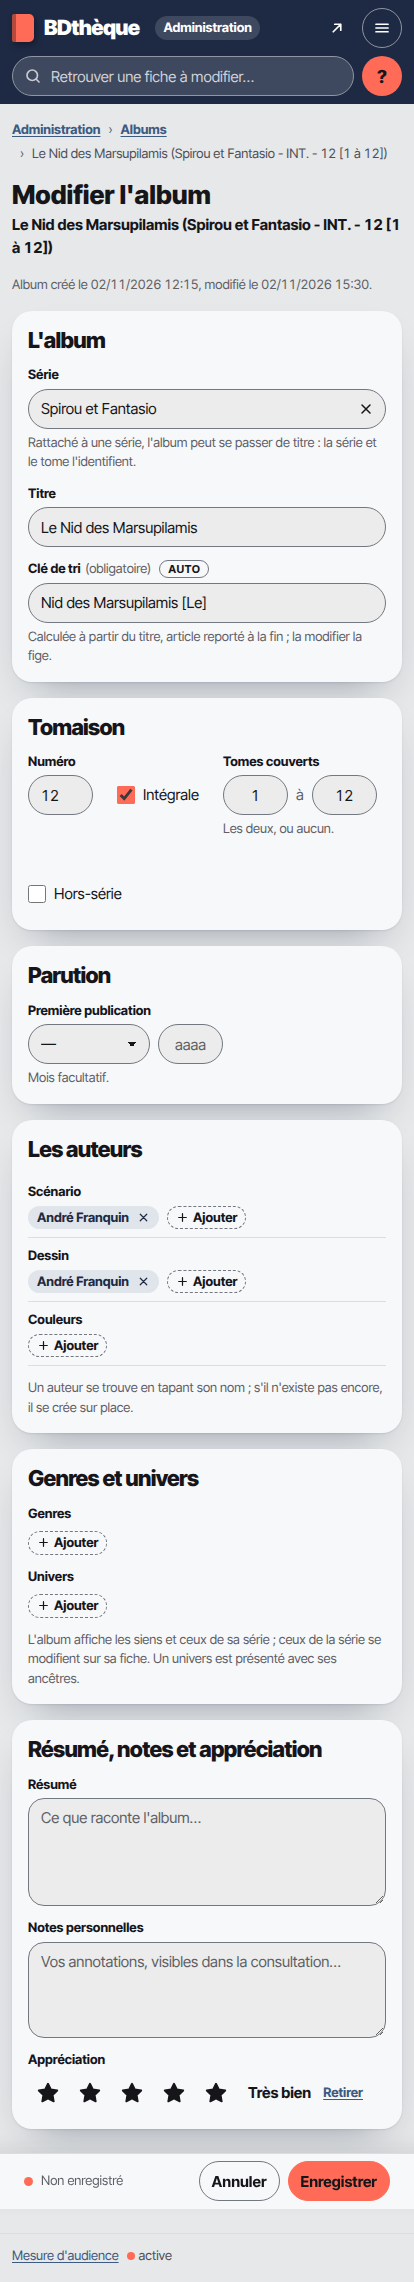 BDthèque Administration
Retrouver une fiche à modifier…
?
Administration › Albums
› Le Nid des Marsupilamis (Spirou et Fantasio - INT. - 12 [1 à 12])
Modifier l'album
Le Nid des Marsupilamis (Spirou et Fantasio - INT. - 12 [1
à 12])
Album créé le 02/11/2026 12:15, modifié le 02/11/2026 15:30.
L'album
Série
Spirou et Fantasio
Rattaché à une série, l'album peut se passer de titre : la série et
le tome l'identifient.
Titre
Le Nid des Marsupilamis
Clé de tri (obligatoire) AUTO
Nid des Marsupilamis [Le]
Calculée à partir du titre, article reporté à la fin ; la modifier la
fige.
Tomaison
Numéro Tomes couverts
12 Intégrale 1 à 12
Les deux, ou aucun.
Hors-série
Parution
Première publication
— aaaa
Mois facultatif.
Les auteurs
Scénario
André Franquin × + Ajouter
Dessin
André Franquin × + Ajouter
Couleurs
+ Ajouter
Un auteur se trouve en tapant son nom ; s'il n'existe pas encore,
il se crée sur place.
Genres et univers
Genres
+ Ajouter
Univers
+ Ajouter
L'album affiche les siens et ceux de sa série ; ceux de la série se
modifient sur sa fiche. Un univers est présenté avec ses
ancêtres.
Résumé, notes et appréciation
Résumé
Ce que raconte l'album…
Notes personnelles
Vos annotations, visibles dans la consultation…
Appréciation
Très bien Retirer
Non enregistré Annuler Enregistrer
Mesure d'audience active